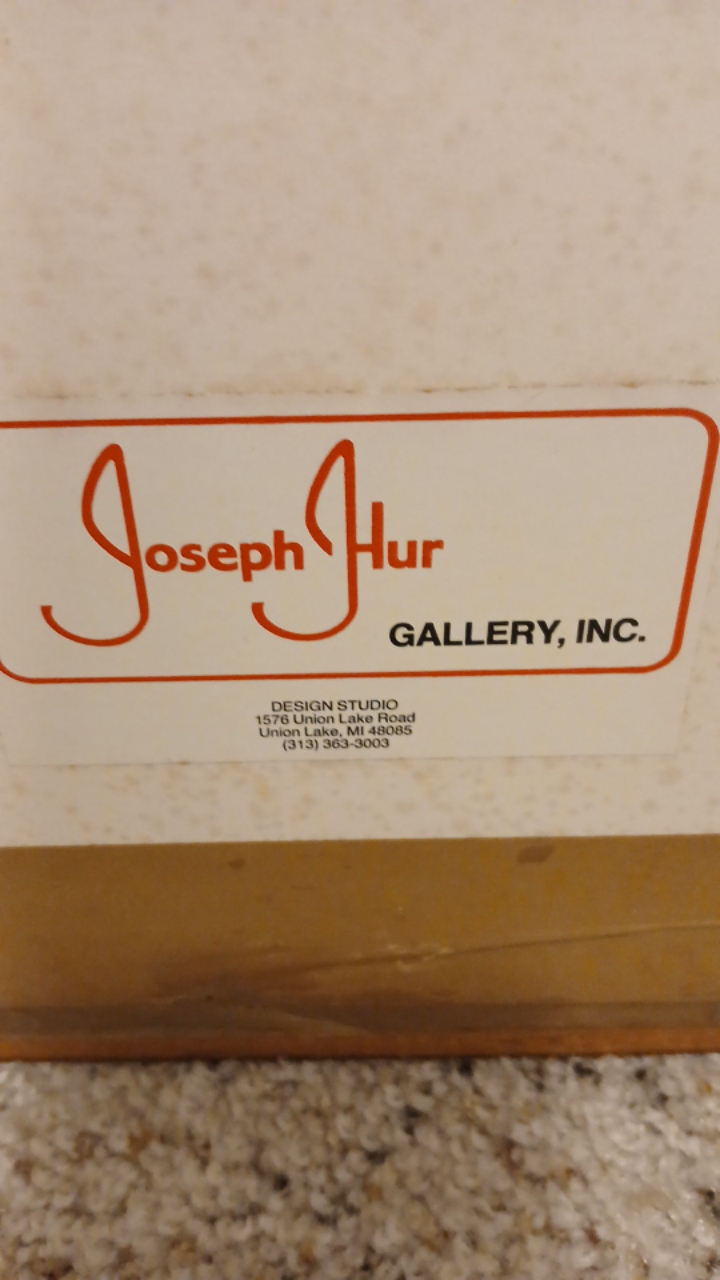 Joseph Hur
GALLERY, INC.
DESIGN STUDIO
1576 Union Lake Road
Union Lake, MI 48085
(313) 363-3003